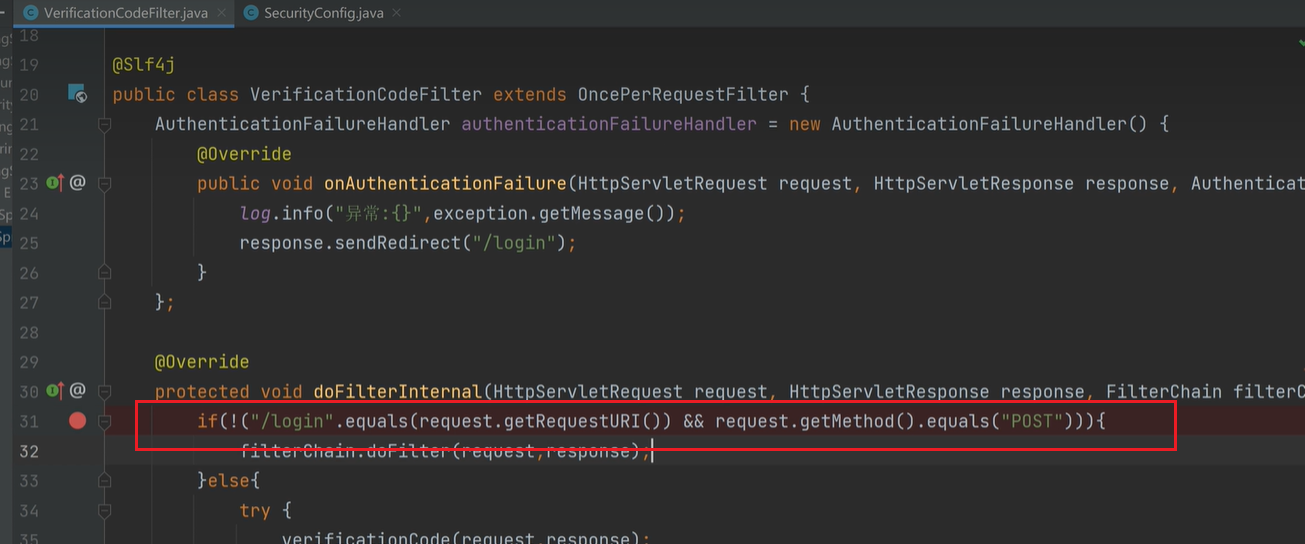 VerificationCodeFilter.java SecurityConfig.java
18
19 @Slf4j
20 public class VerificationCodeFilter extends OncePerRequestFilter {
21 AuthenticationFailureHandler authenticationFailureHandler = new AuthenticationFailureHandler() {
22 @Override
23 public void onAuthenticationFailure(HttpServletRequest request, HttpServletResponse response, Authenticat
24 log.info("异常:{}",exception.getMessage());
25 response.sendRedirect("/login");
26 }
27 };
28
29 @Override
30 protected void doFilterInternal(HttpServletRequest request, HttpServletResponse response, FilterChain filterC
31 if(!("/login".equals(request.getRequestURI()) && request.getMethod().equals("POST"))){
32 filterChain.doFilter(request,response);
33 }else{
34 try {
35 verificationCode(request,response);